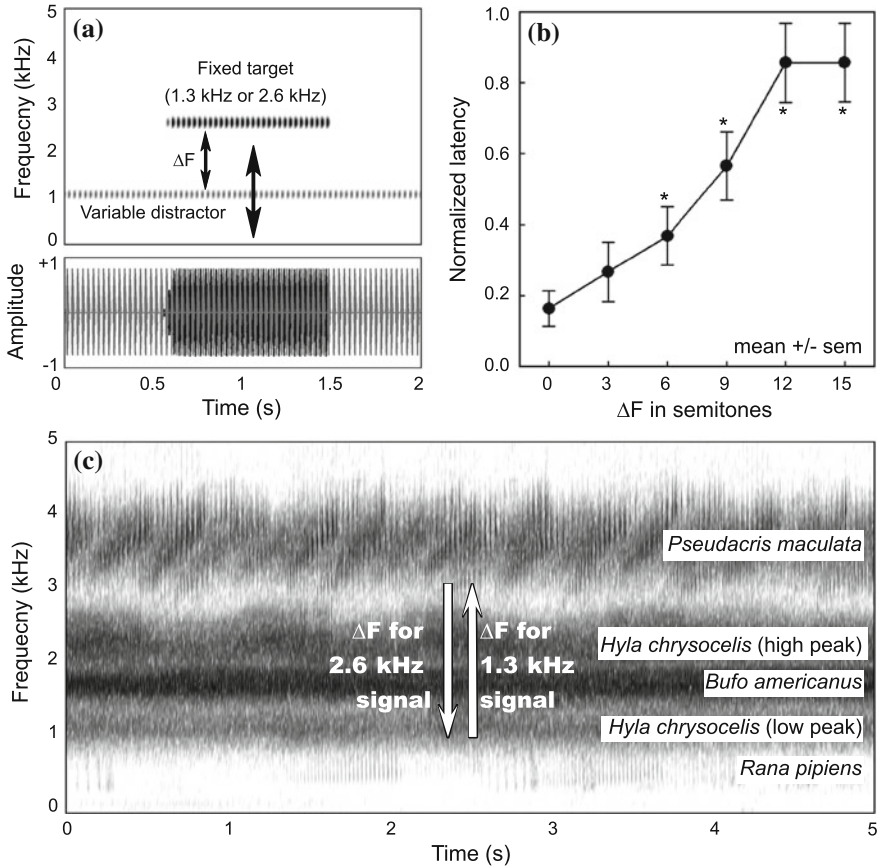 (a)
Frequecny (kHz)
5
4
3
2
1
0
Fixed target
(1.3 kHz or 2.6 kHz)
ΔF
Variable distractor
Amplitude
+1
-1
0 0.5 1 1.5 2
Time (s)
(b)
Normalized latency
1.0
0.8
0.6
0.4
0.2
0.0
*
*
*
*
mean +/- sem
0 3 6 9 12 15
ΔF in semitones
(c)
Frequecny (kHz)
5
4
3
2
1
0
Pseudacris maculata
ΔF for
2.6 kHz
signal
ΔF for
1.3 kHz
signal
Hyla chrysocelis (high peak)
Bufo americanus
Hyla chrysocelis (low peak)
Rana pipiens
0 1 2 3 4 5
Time (s)